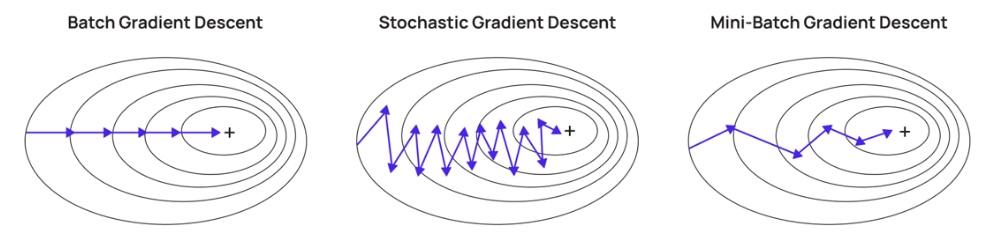 Batch Gradient Descent
Stochastic Gradient Descent
Mini-Batch Gradient Descent